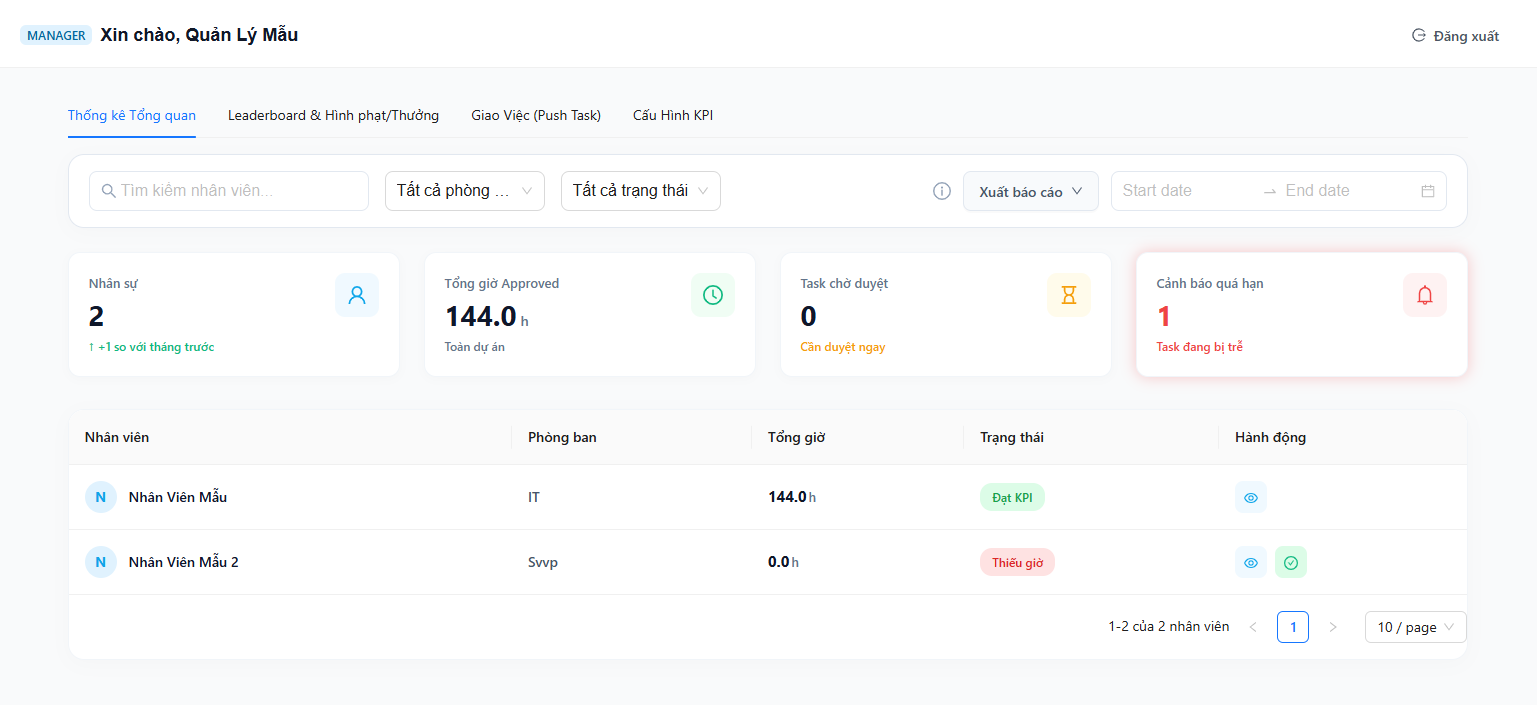 MANAGER Xin chào, Quản Lý Mẫu
Đăng xuất
Thống kê Tổng quan Leaderboard & Hình phạt/Thưởng Giao Việc (Push Task) Cấu Hình KPI
Tìm kiếm nhân viên... Tất cả phòng ... Tất cả trạng thái Xuất báo cáo Start date End date
Nhân sự
2
↑ +1 so với tháng trước
Tổng giờ Approved
144.0 h
Toàn dự án
Task chờ duyệt
0
Cần duyệt ngay
Cảnh báo quá hạn
1
Task đang bị trễ
Nhân viên Phòng ban Tổng giờ Trạng thái Hành động
N Nhân Viên Mẫu IT 144.0 h Đạt KPI
N Nhân Viên Mẫu 2 Svvp 0.0 h Thiếu giờ
1-2 của 2 nhân viên < 1 > 10 / page